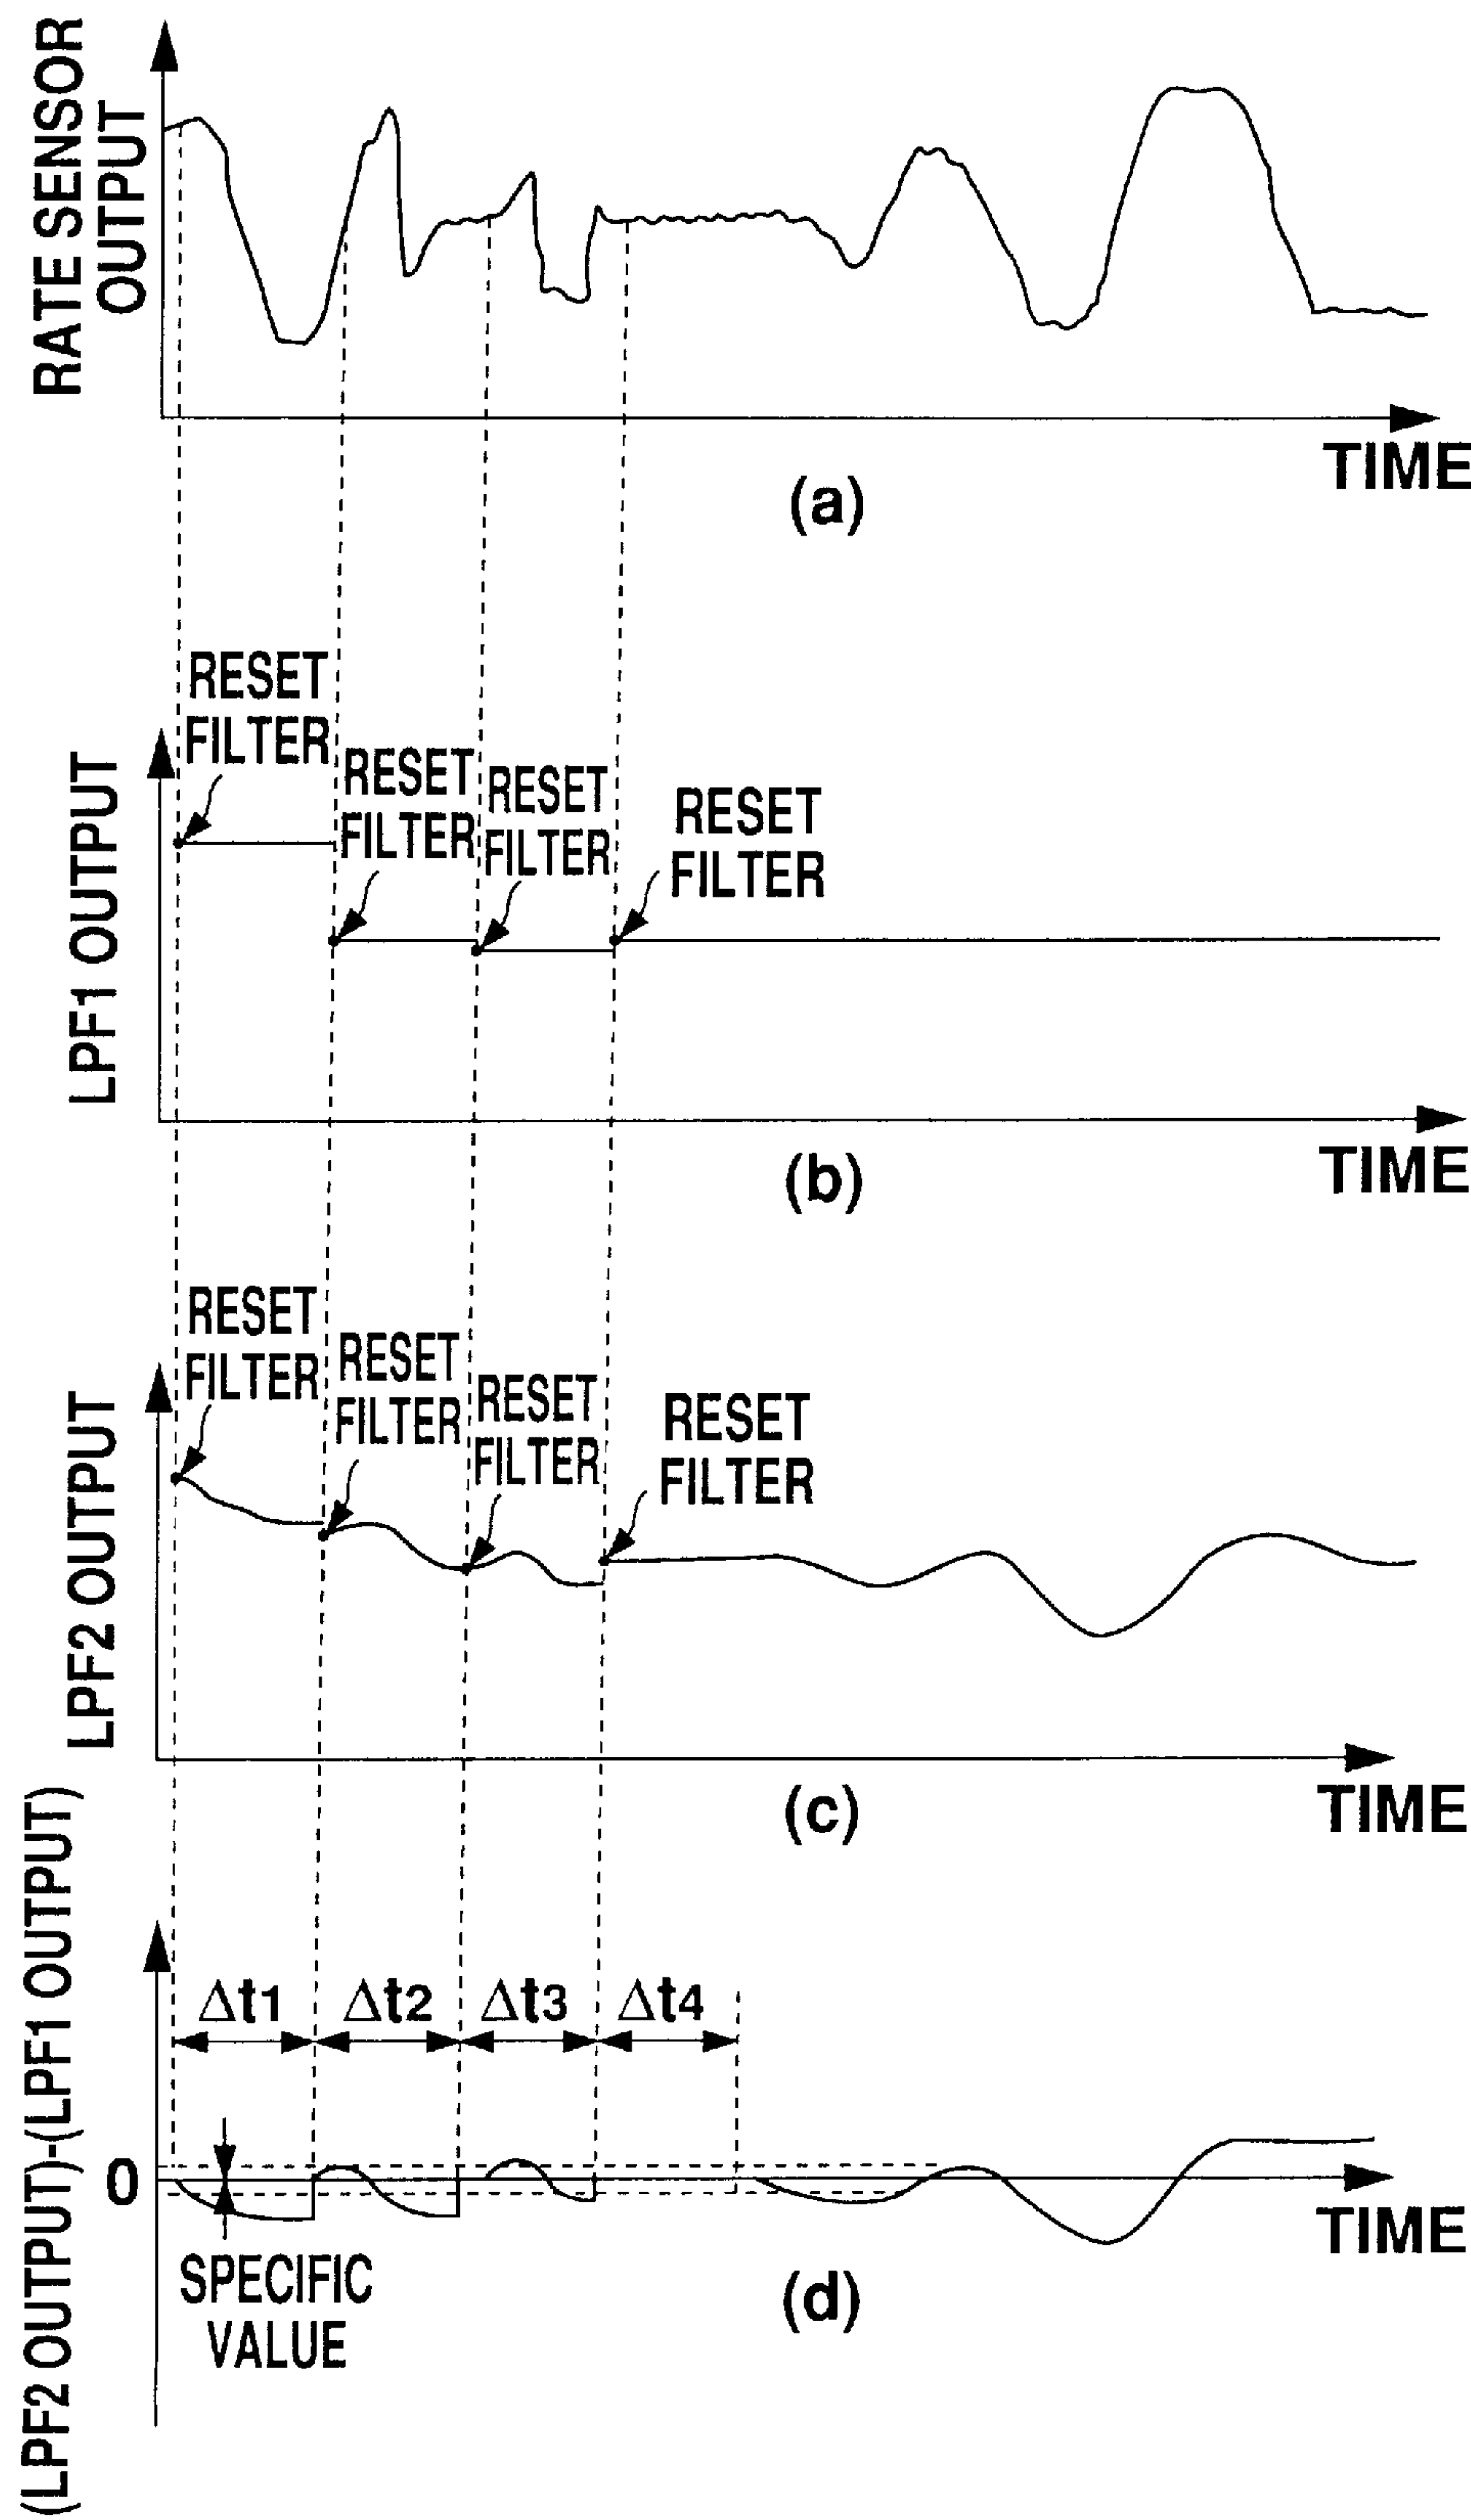 RATE SENSOR
OUTPUT
TIME
(a)
RESET
FILTER
RESET
FILTER
RESET
FILTER
RESET
FILTER
LPF1 OUTPUT
TIME
(b)
RESET
FILTER
RESET
FILTER
RESET
FILTER
RESET
FILTER
LPF2 OUTPUT
TIME
(c)
(LPF2 OUTPUT)-(LPF1 OUTPUT)
Δt1 Δt2 Δt3 Δt4
0
TIME
SPECIFIC
VALUE
(d)